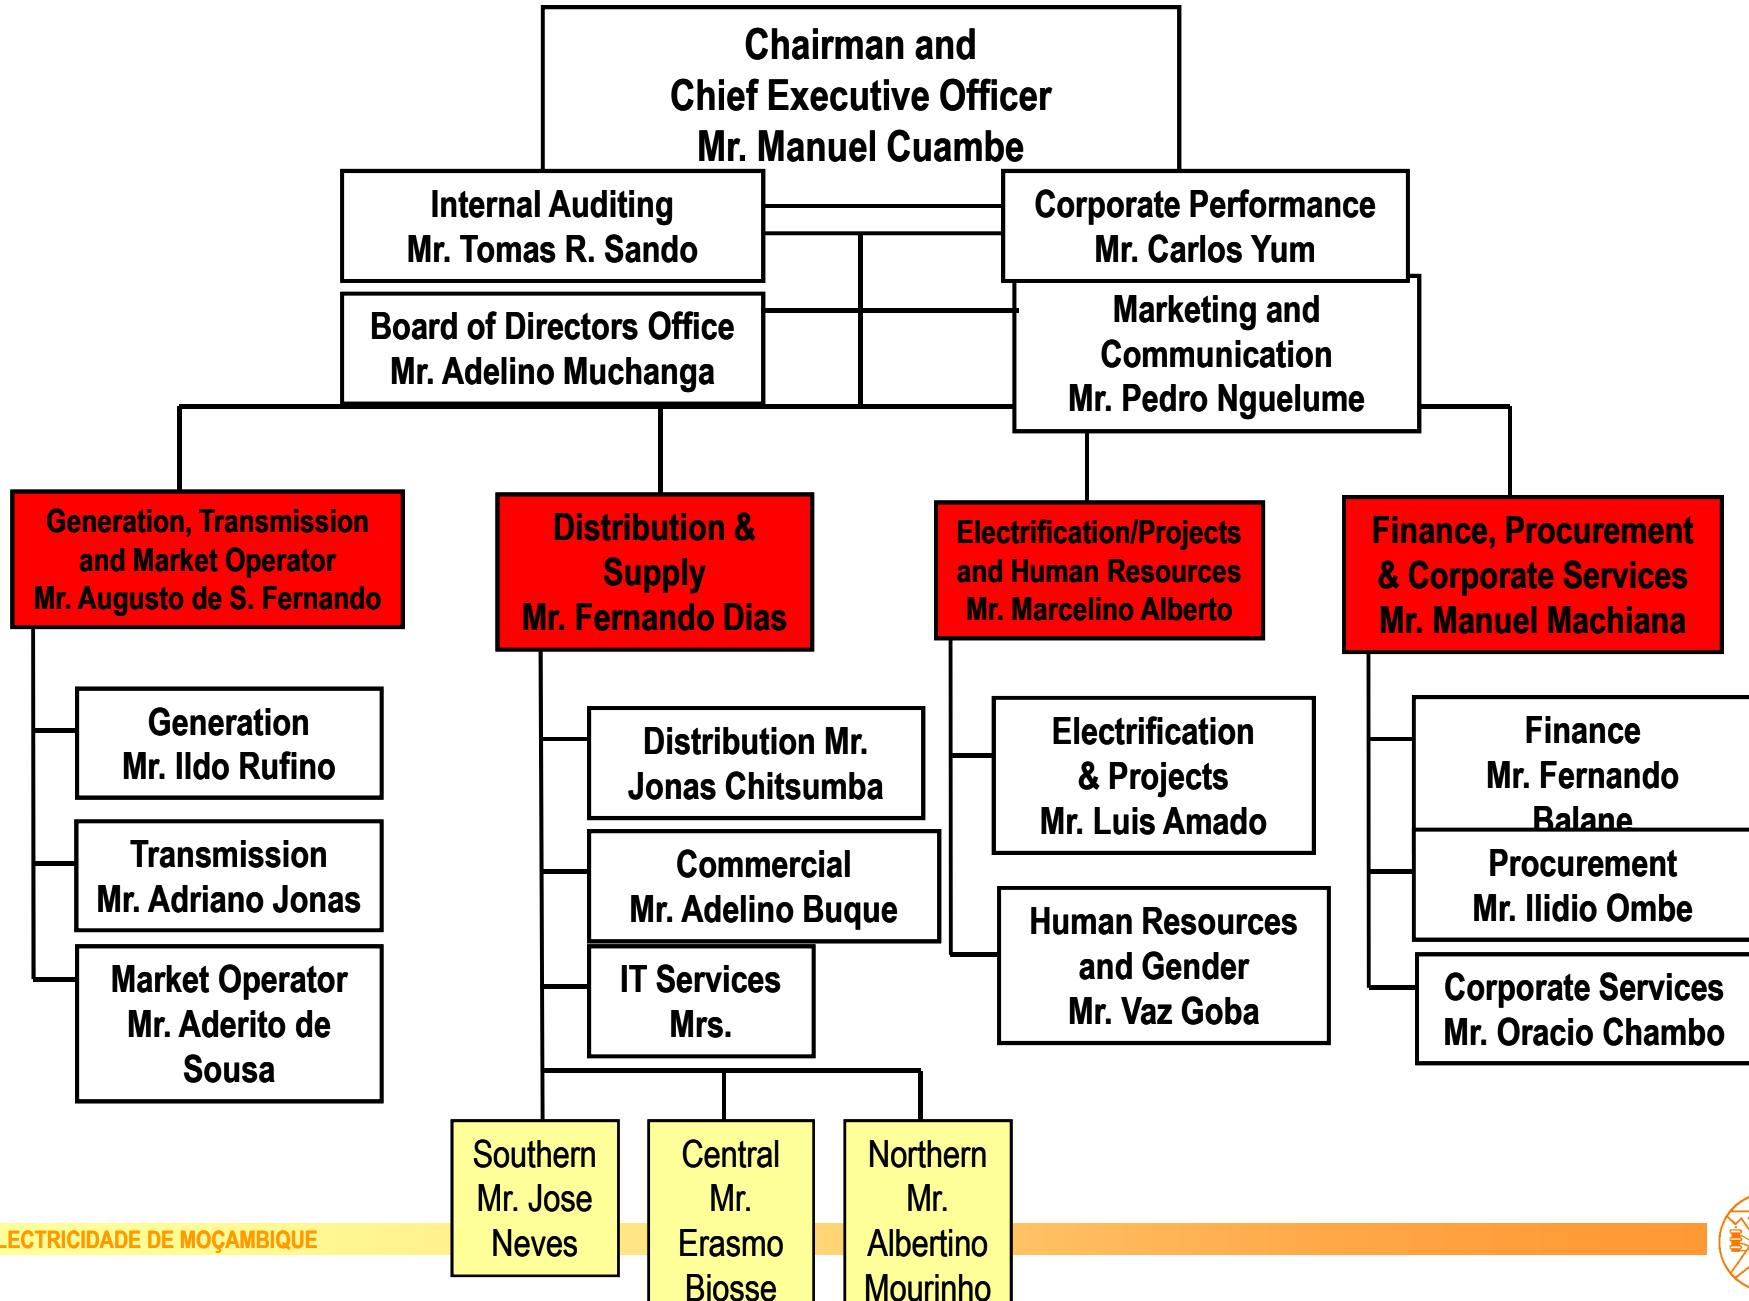 Chairman and
Chief Executive Officer
Mr. Manuel Cuambe
Internal Auditing
Mr. Tomas R. Sando
Corporate Performance
Mr. Carlos Yum
Board of Directors Office
Mr. Adelino Muchanga
Marketing and
Communication
Mr. Pedro Nguelume
Generation, Transmission
and Market Operator
Mr. Augusto de S. Fernando
Distribution &
Supply
Mr. Fernando Dias
Electrification/Projects
and Human Resources
Mr. Marcelino Alberto
Finance, Procurement
& Corporate Services
Mr. Manuel Machiana
Generation
Mr. Ildo Rufino
Transmission
Mr. Adriano Jonas
Market Operator
Mr. Aderito de
Sousa
Distribution Mr.
Jonas Chitsumba
Commercial
Mr. Adelino Buque
IT Services
Mrs.
Electrification
& Projects
Mr. Luis Amado
Human Resources
and Gender
Mr. Vaz Goba
Finance
Mr. Fernando
Balane
Procurement
Mr. Ilidio Ombe
Corporate Services
Mr. Oracio Chambo
Southern
Mr. Jose
Neves
Central
Mr.
Erasmo
Biosse
Northern
Mr.
Albertino
Mourinho
LECTRICIDADE DE MOÇAMBIQUE